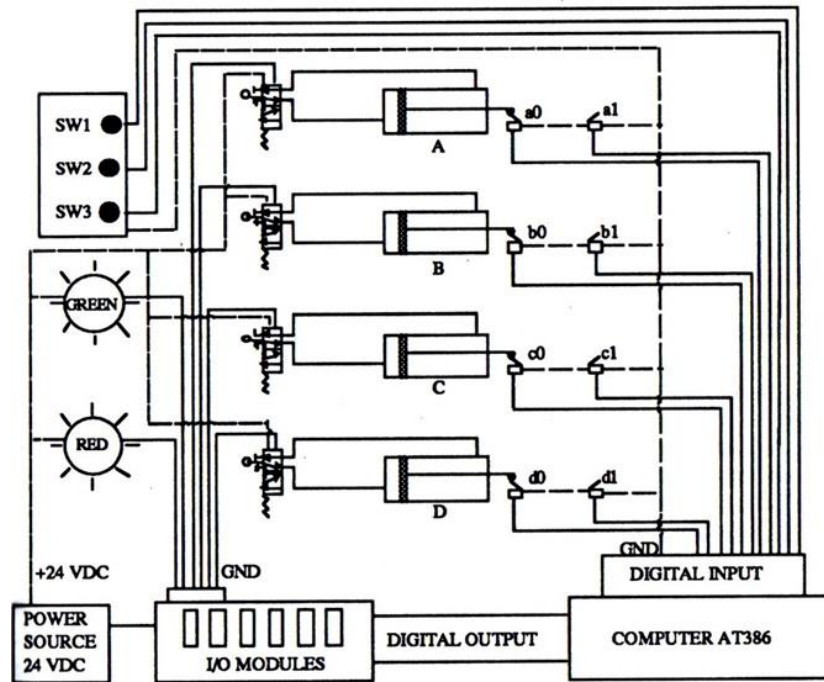 SW1
SW2
SW3
GREEN
RED
a0 a1
A
b0 b1
B
c0 c1
C
d0 d1
D
+24 VDC
GND
GND
POWER
SOURCE
24 VDC
I/O MODULES
DIGITAL OUTPUT
DIGITAL INPUT
COMPUTER AT386